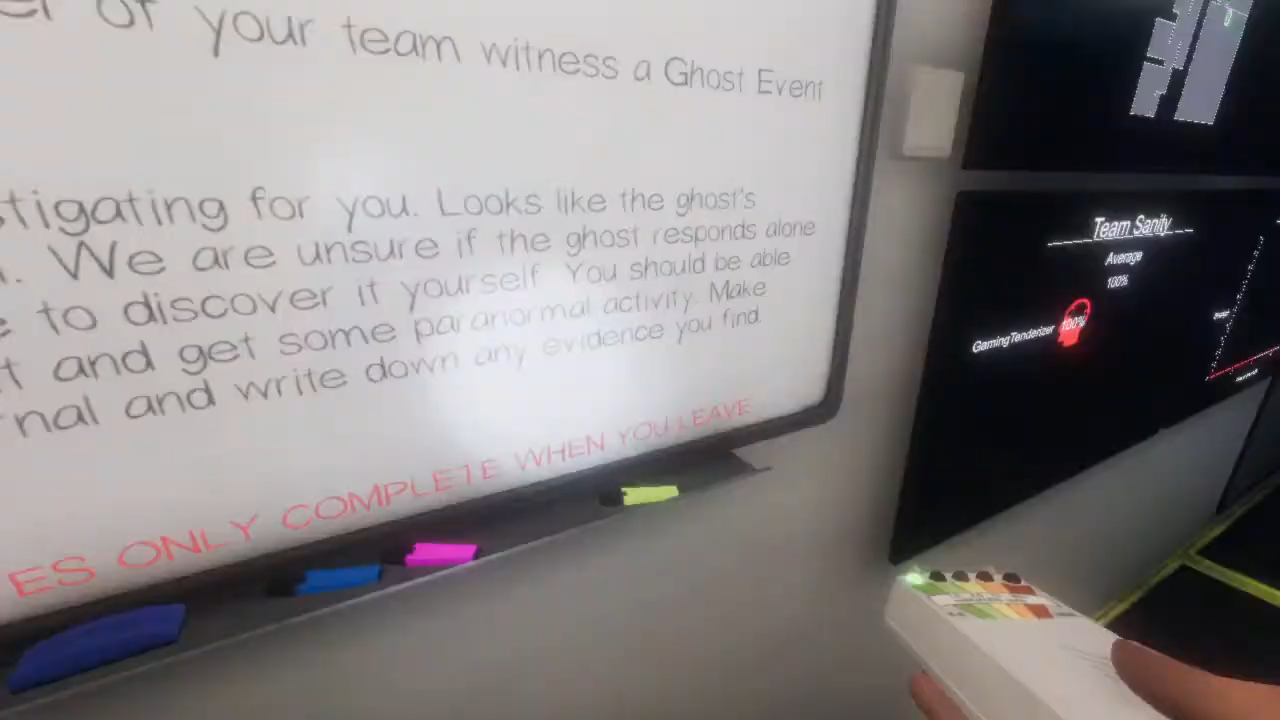 of your team witness a Ghost Event
stigating for you. Looks like the ghost's
. We are unsure if the ghost responds alone
to discover it yourself. You should be able
t and get some paranormal activity. Make
rnal and write down any evidence you find.
ES ONLY COMPLETE WHEN YOU LEAVE
Team Sanity
Average
100%
GamingTenderizer 100%